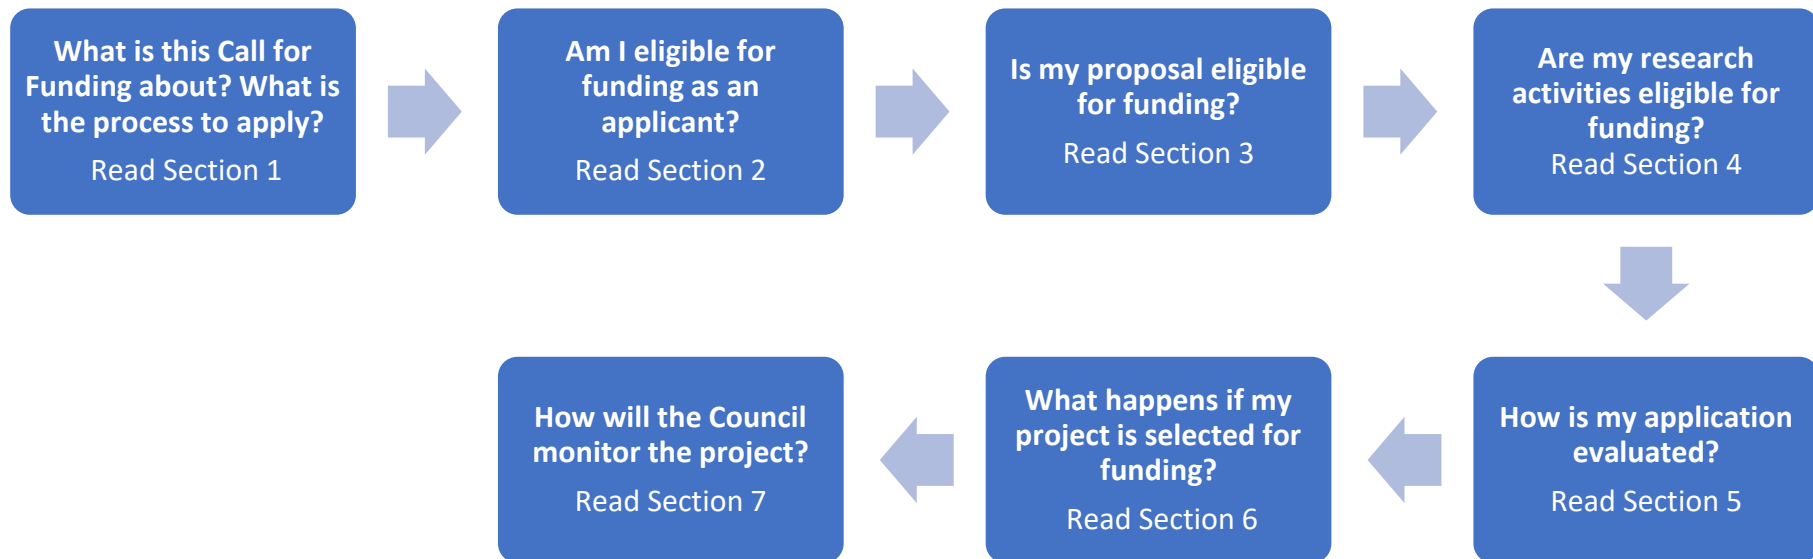 What is this Call for
Funding about? What is
the process to apply?
Read Section 1
Am I eligible for
funding as an
applicant?
Read Section 2
Is my proposal eligible
for funding?
Read Section 3
Are my research
activities eligible for
funding?
Read Section 4
How is my application
evaluated?
Read Section 5
What happens if my
project is selected for
funding?
Read Section 6
How will the Council
monitor the project?
Read Section 7